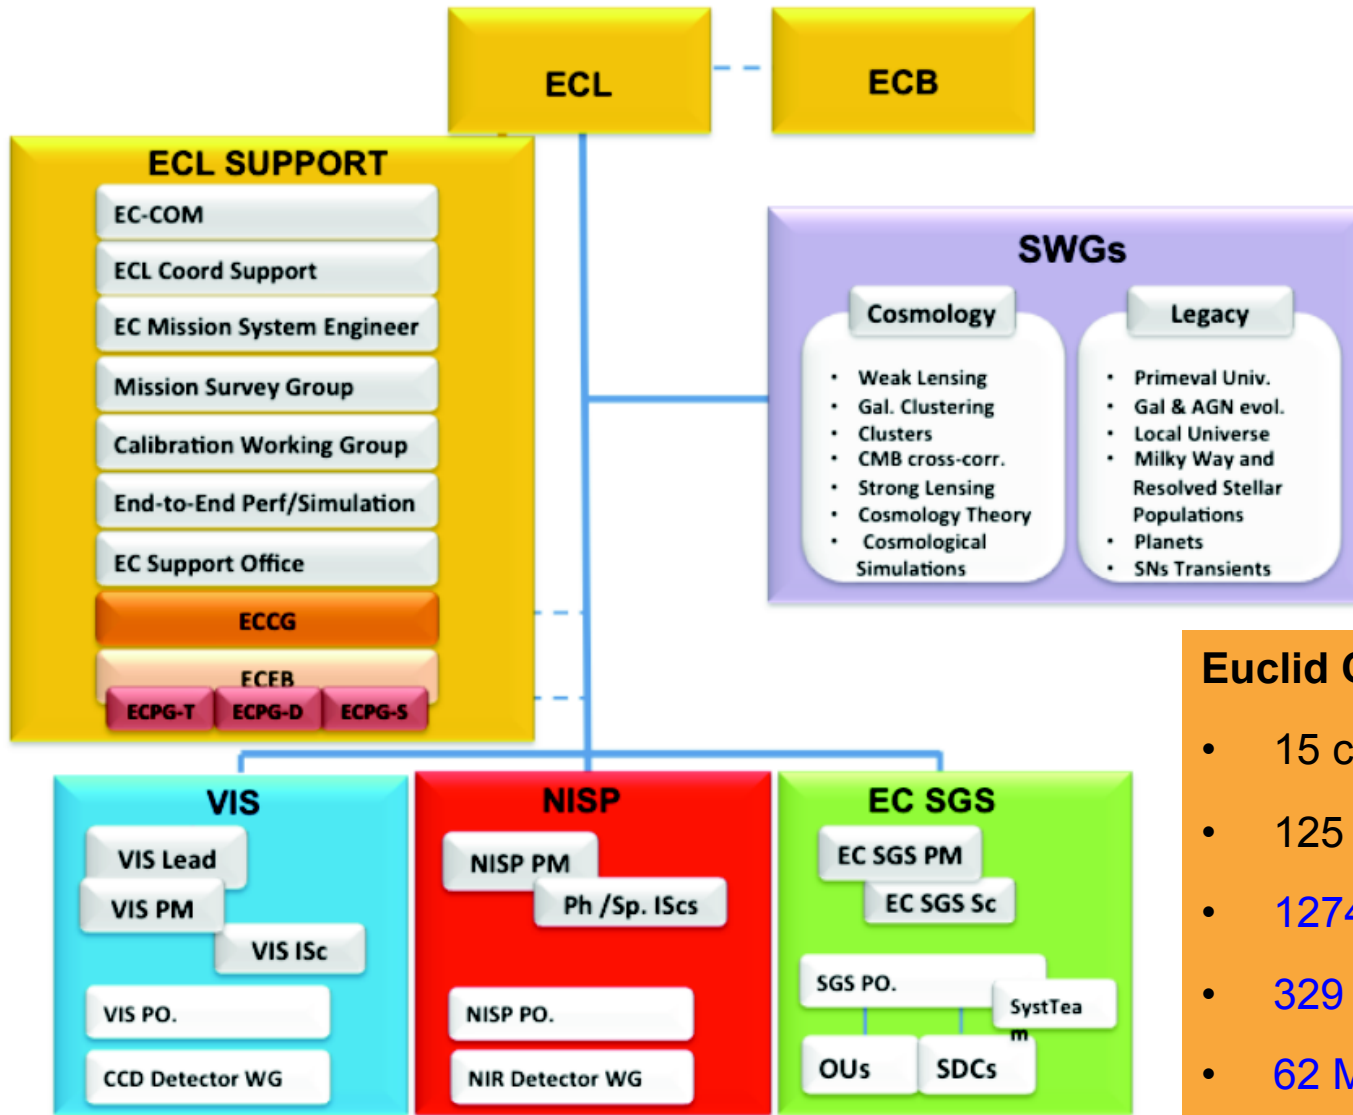 ECL
ECB
ECL SUPPORT
EC-COM
ECL Coord Support
EC Mission System Engineer
Mission Survey Group
Calibration Working Group
End-to-End Perf/Simulation
EC Support Office
ECCG
ECEB
ECPG-T ECPG-D ECPG-S
SWGs
Cosmology
• Weak Lensing
• Gal. Clustering
• Clusters
• CMB cross-corr.
• Strong Lensing
• Cosmology Theory
• Cosmological
Simulations
Legacy
• Primeval Univ.
• Gal & AGN evol.
• Local Universe
• Milky Way and
Resolved Stellar
Populations
• Planets
• SNs Transients
VIS
VIS Lead
VIS PM
VIS ISc
VIS PO.
CCD Detector WG
NISP
NISP PM
Ph /Sp. IScs
NISP PO.
NIR Detector WG
EC SGS
EC SGS PM
EC SGS Sc
SGS PO.
SystTea
m
OUs
SDCs
Euclid
• 15 c
• 125
• 1274
• 329
• 62 M